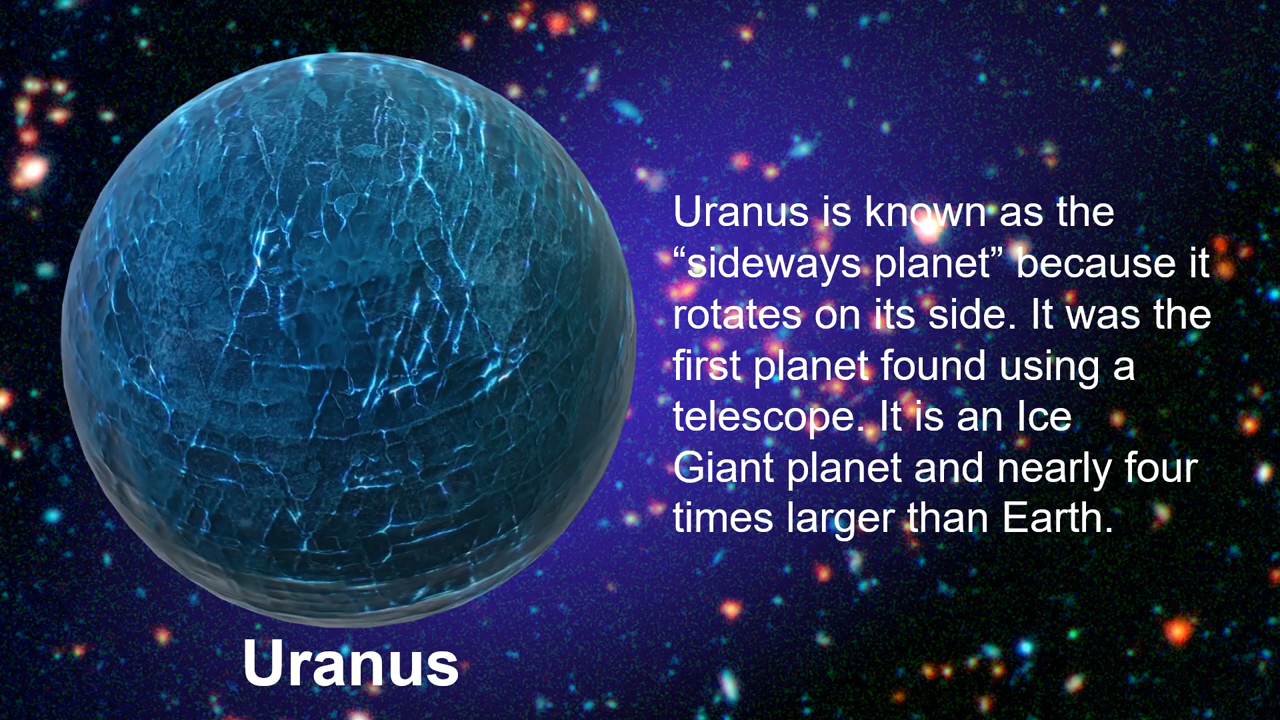 Uranus is known as the
“sideways planet” because it
rotates on its side. It was the
first planet found using a
telescope. It is an Ice
Giant planet and nearly four
times larger than Earth.
Uranus